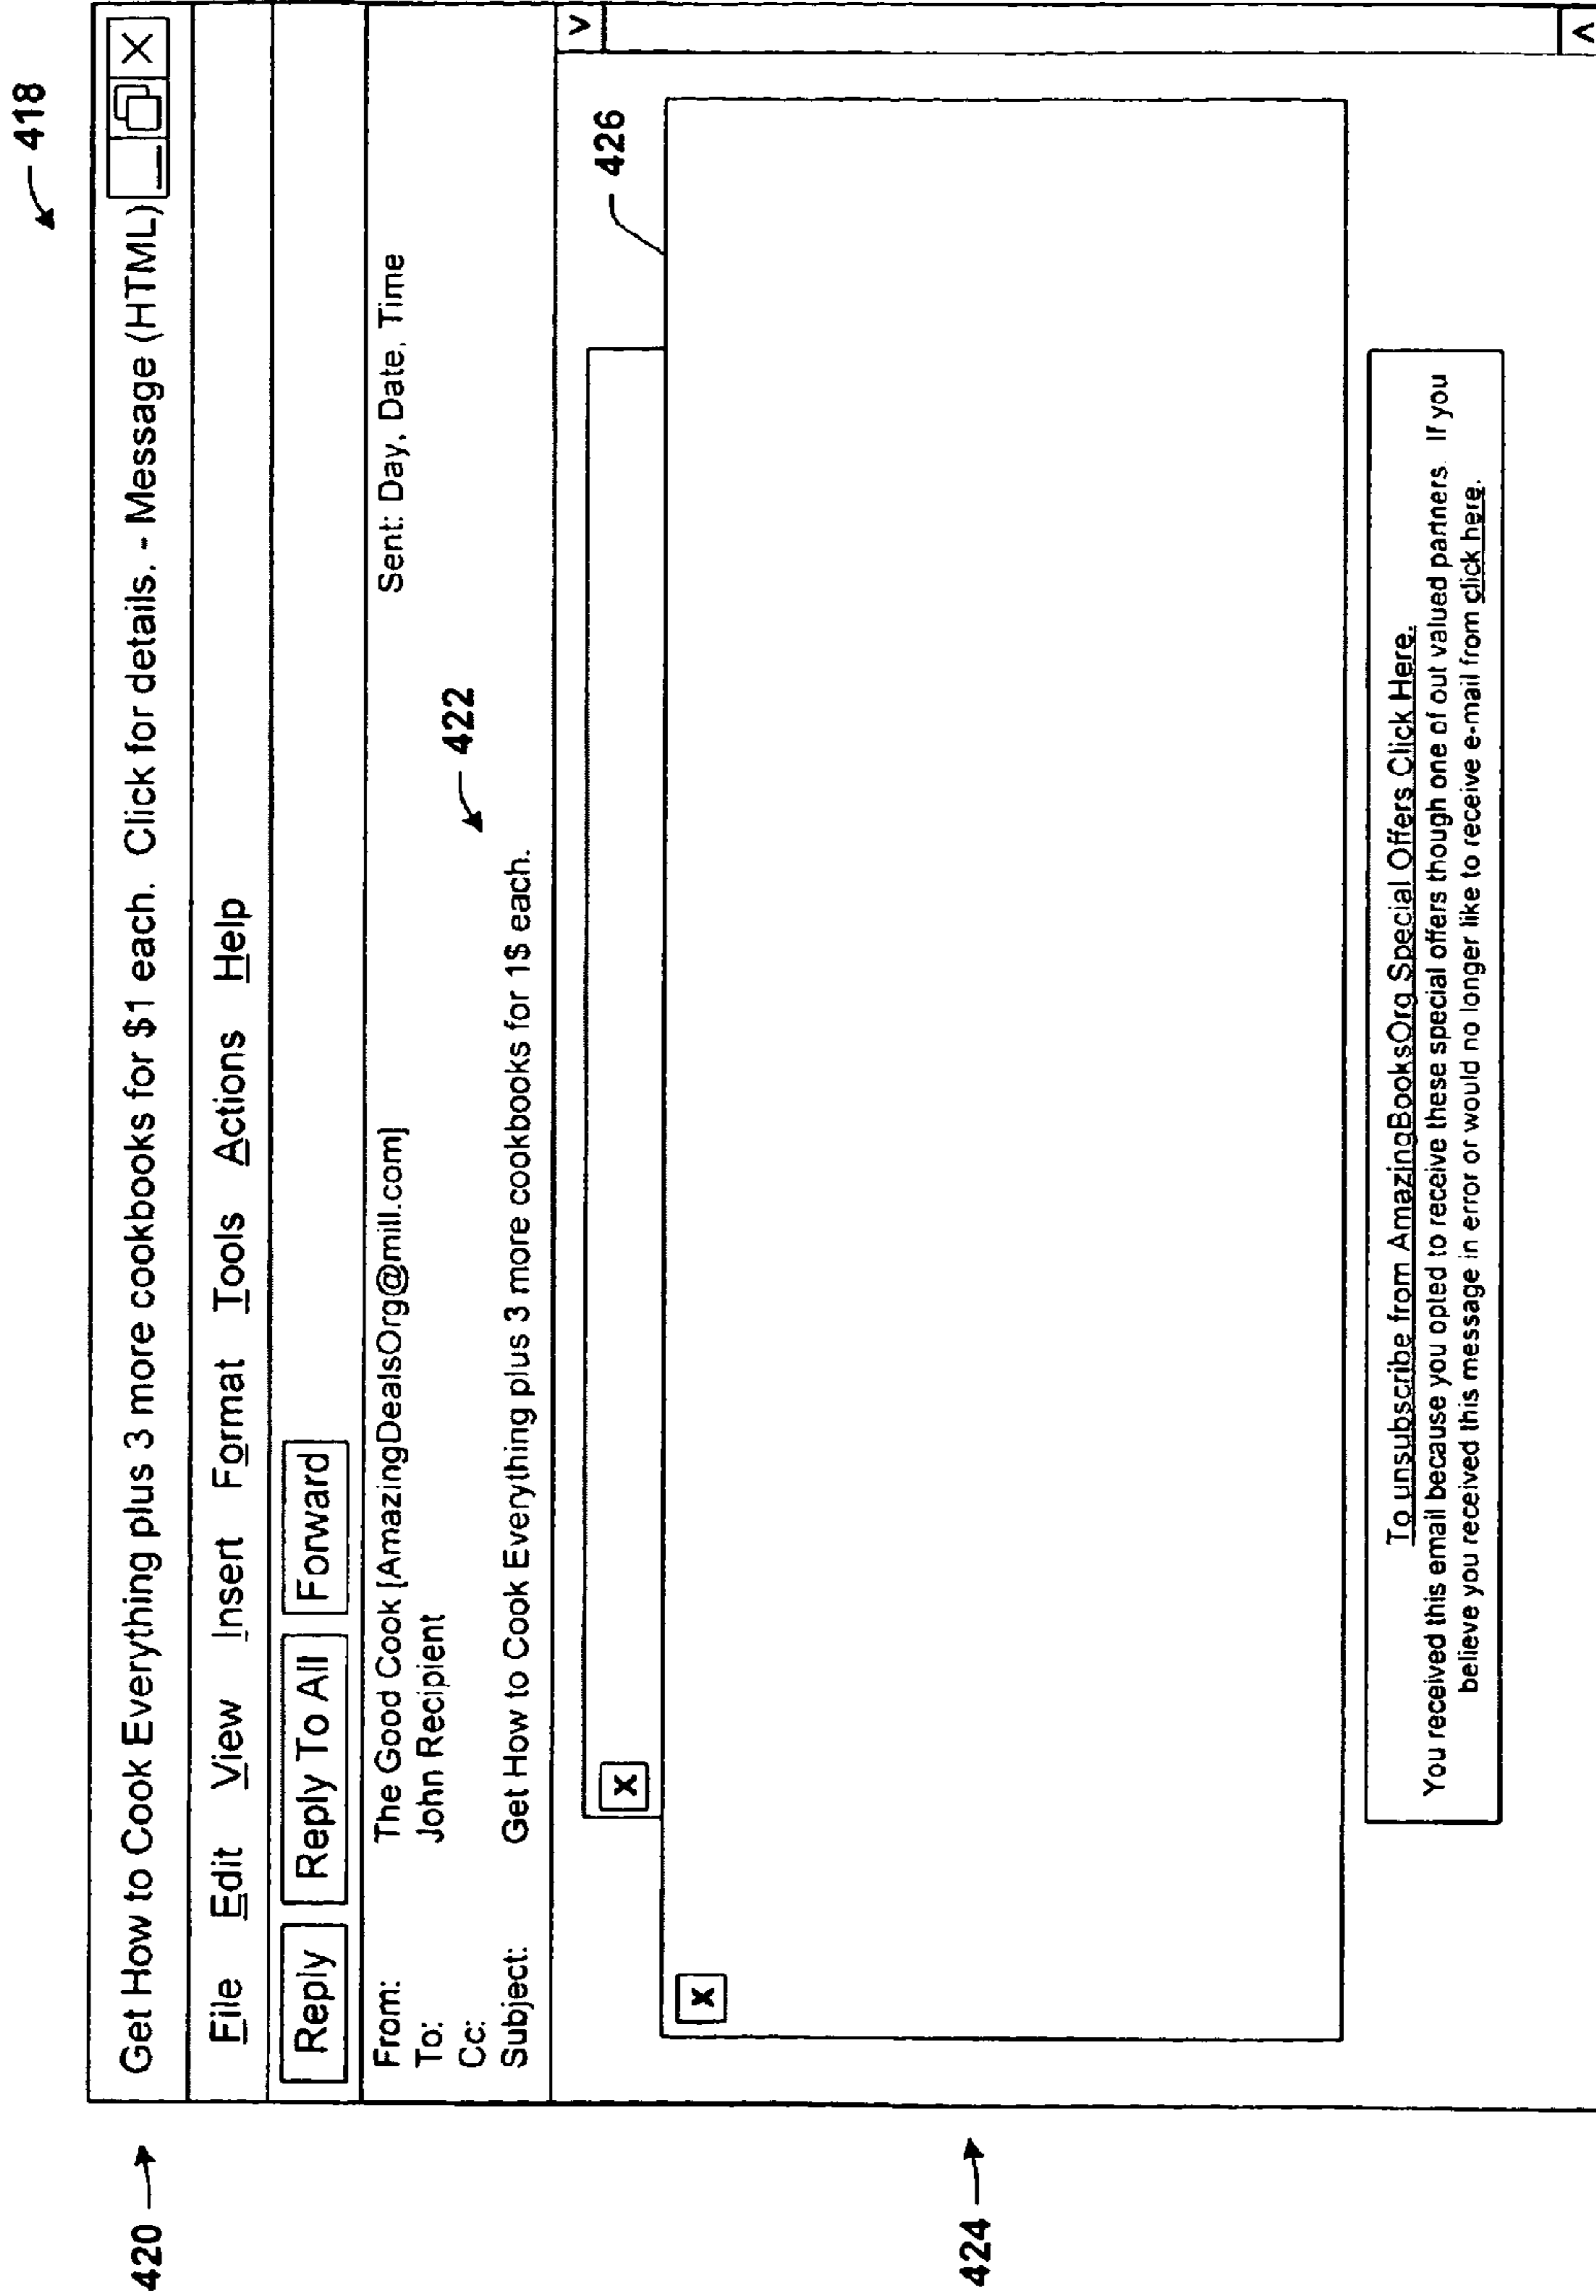 418
420
Get How to Cook Everything plus 3 more cookbooks for $1 each. Click for details. - Message (HTML) _ X
File Edit View Insert Format Tools Actions Help
Reply Reply To All Forward
From: The Good Cook [AmazingDealsOrg@mill.com] Sent: Day, Date, Time
To: John Recipient
Cc:
422
Subject: Get How to Cook Everything plus 3 more cookbooks for 1$ each.
426
X
X
424
To unsubscribe from AmazingBooksOrg Special Offers Click Here.
You received this email because you opted to receive these special offers though one of out valued partners. If you
believe you received this message in error or would no longer like to receive e-mail from click here.